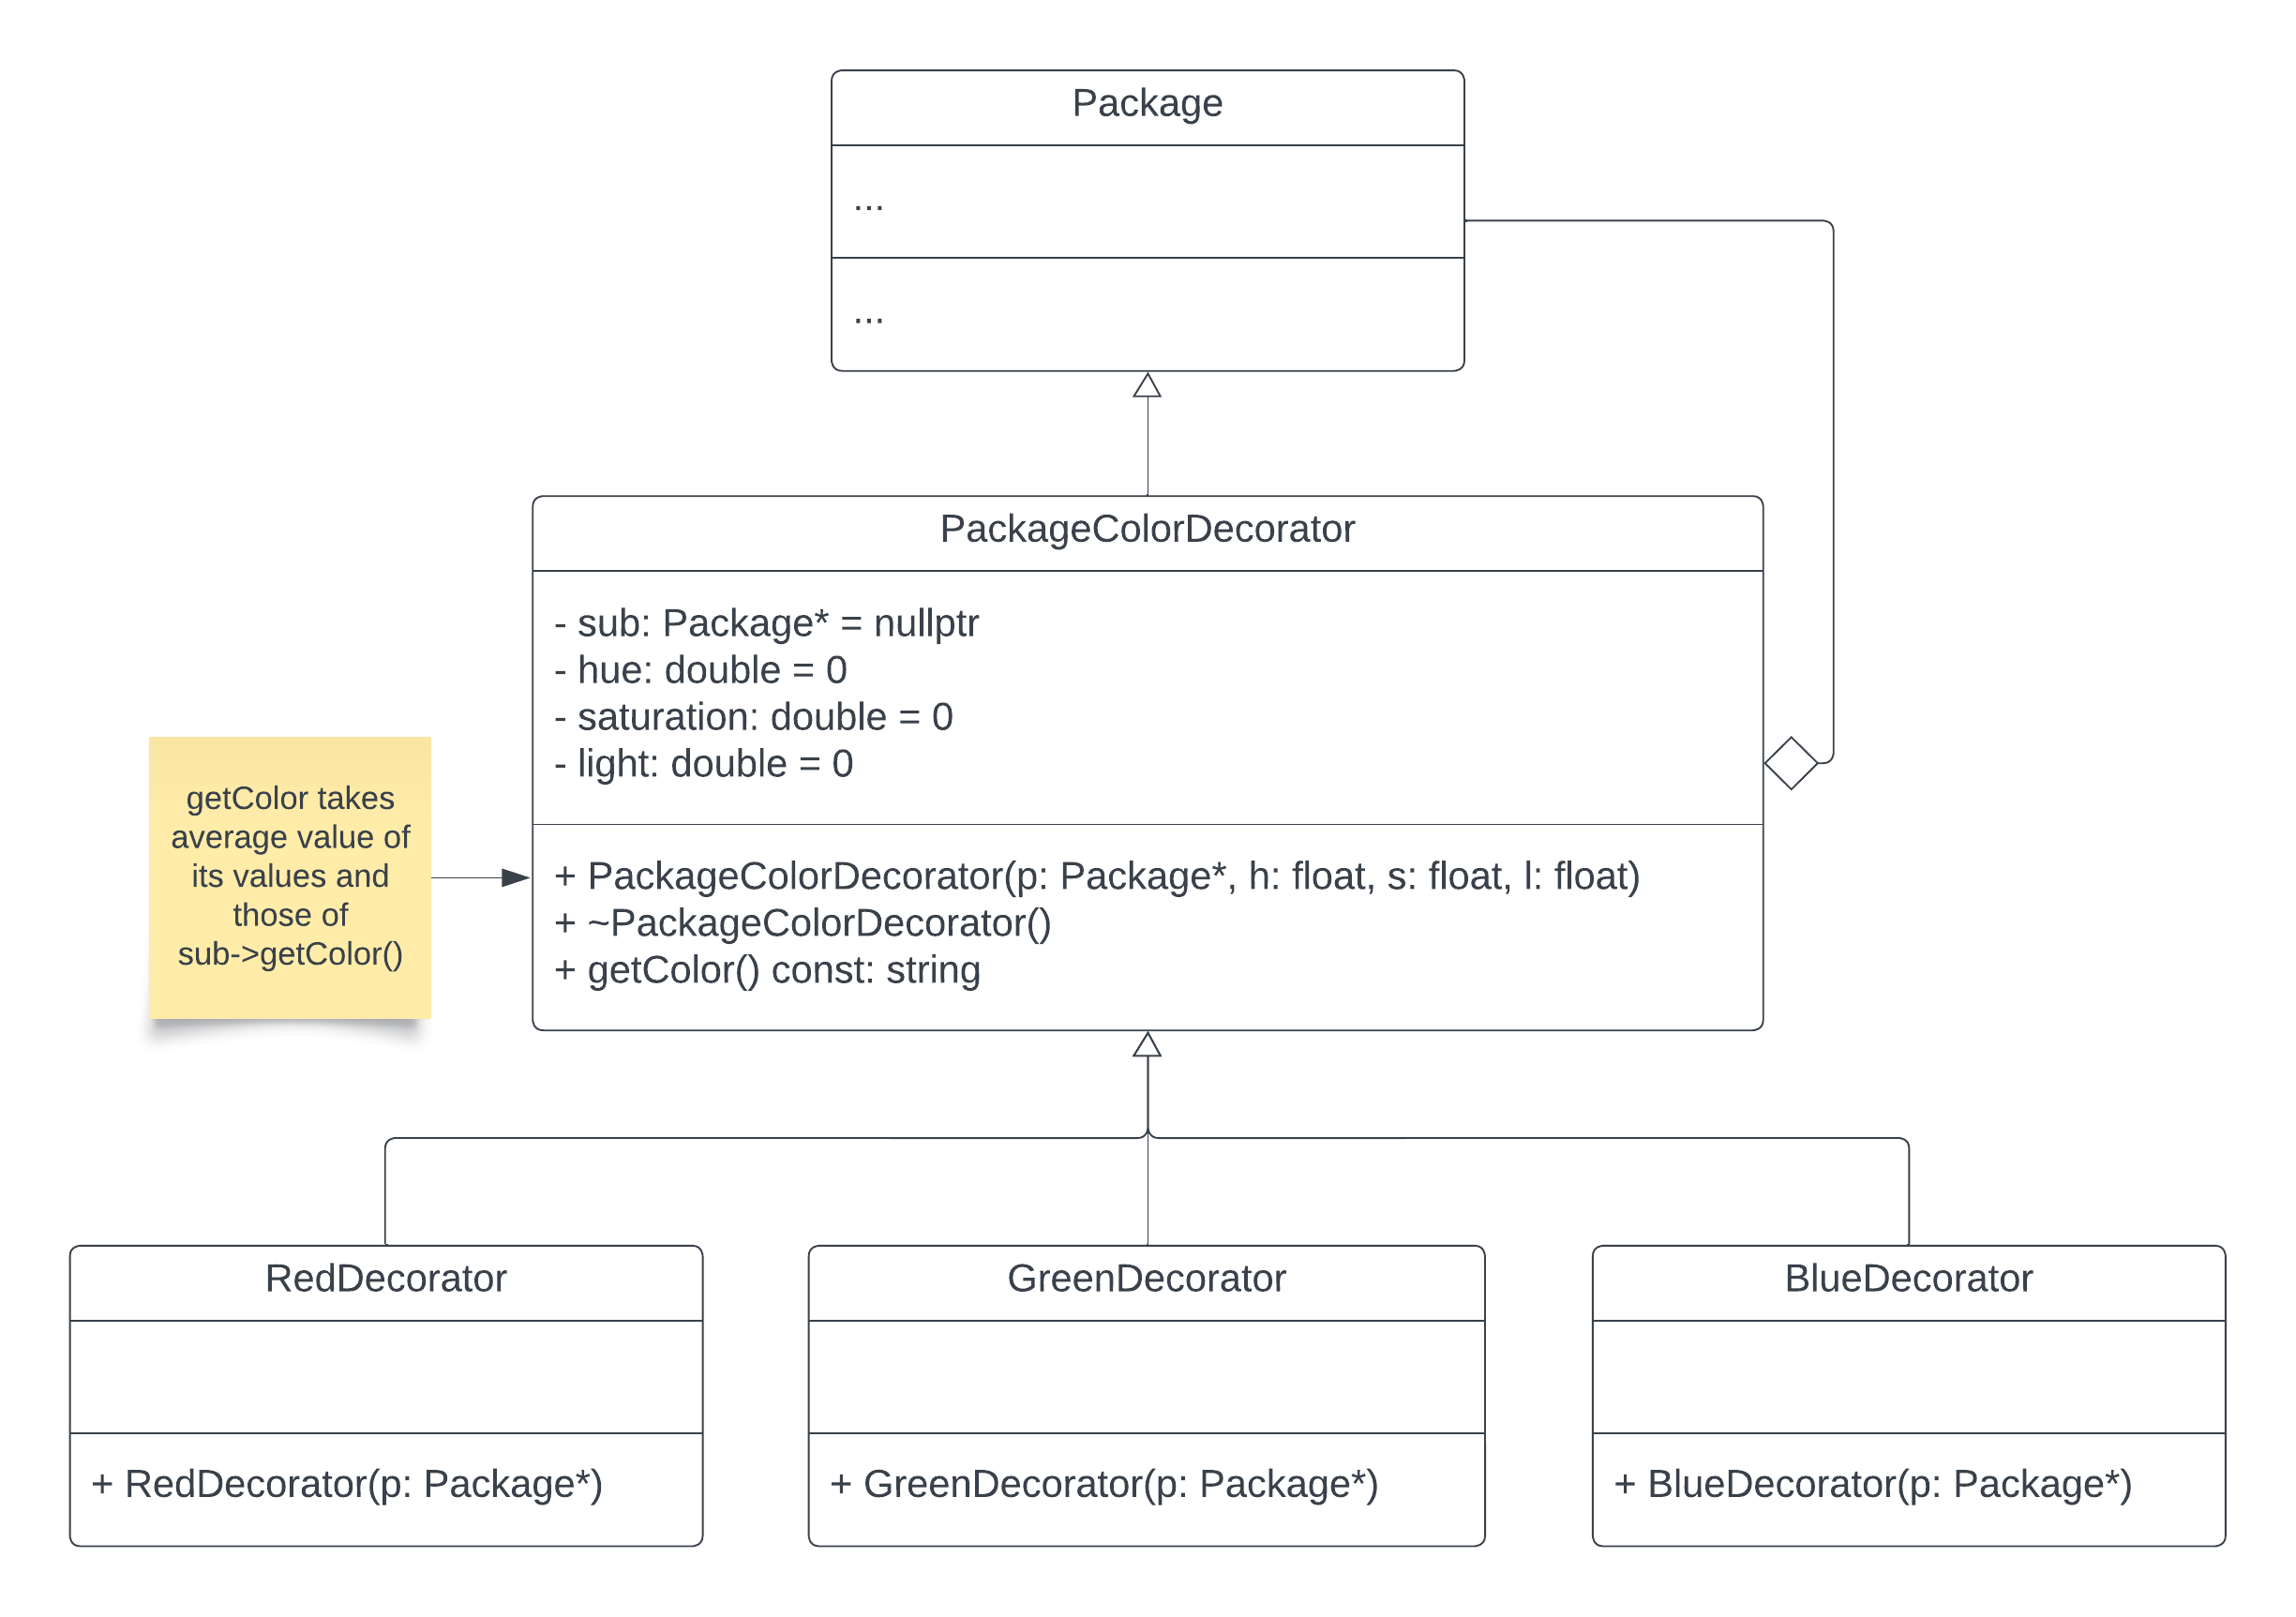 Package
...
...
PackageColorDecorator
- sub: Package* = nullptr
- hue: double = 0
- saturation: double = 0
- light: double = 0
getColor takes
average value of
its values and
those of
sub->getColor()
+ PackageColorDecorator(p: Package*, h: float, s: float, l: float)
+ ~PackageColorDecorator()
+ getColor() const: string
RedDecorator
+ RedDecorator(p: Package*)
GreenDecorator
+ GreenDecorator(p: Package*)
BlueDecorator
+ BlueDecorator(p: Package*)